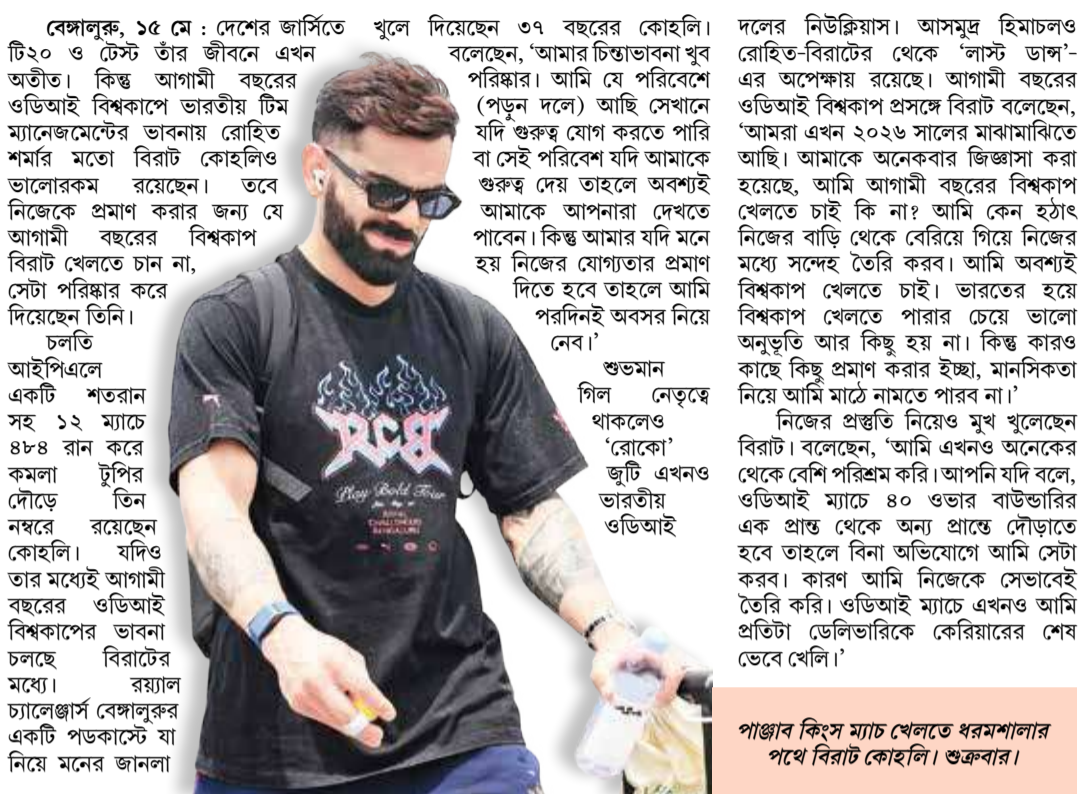 বেঙ্গালুরু, ১৫ মে : দেশের জার্সিতে
টি২০ ও টেস্ট তাঁর জীবনে এখন
অতীত। কিন্তু আগামী বছরের
ওডিআই বিশ্বকাপে ভারতীয় টিম
ম্যানেজমেন্টের ভাবনায় রোহিত
শর্মার মতো বিরাট কোহলিও
ভালোরকম রয়েছেন। তবে
নিজেকে প্রমাণ করার জন্য যে
আগামী বছরের বিশ্বকাপ
বিরাট খেলতে চান না,
সেটা পরিষ্কার করে
দিয়েছেন তিনি।
চলতি
আইপিএলে
একটি শতরান
সহ ১২ ম্যাচে
৪৮৪ রান করে
কমলা টুপির
দৌড়ে তিন
নম্বরে রয়েছেন
কোহলি। যদিও
তার মধ্যেই আগামী
বছরের ওডিআই
বিশ্বকাপের ভাবনা
চলছে বিরাটের
মধ্যে। রয়্যাল
চ্যালেঞ্জার্স বেঙ্গালুরুর
একটি পডকাস্টে যা
নিয়ে মনের জানলা
খুলে দিয়েছেন ৩৭ বছরের কোহলি।
বলেছেন, ‘আমার চিন্তাভাবনা খুব
পরিষ্কার। আমি যে পরিবেশে
(পড়ুন দলে) আছি সেখানে
যদি গুরুত্ব যোগ করতে পারি
বা সেই পরিবেশ যদি আমাকে
গুরুত্ব দেয় তাহলে অবশ্যই
আমাকে আপনারা দেখতে
পাবেন। কিন্তু আমার যদি মনে
হয় নিজের যোগ্যতার প্রমাণ
দিতে হবে তাহলে আমি
পরদিনই অবসর নিয়ে
নেব।’
শুভমান
গিল নেতৃত্বে
থাকলেও
‘রোকো’
জুটি এখনও
ভারতীয়
ওডিআই
দলের নিউক্লিয়াস। আসমুদ্র হিমাচলও
রোহিত-বিরাটের থেকে ‘লাস্ট ডান্স’-
এর অপেক্ষায় রয়েছে। আগামী বছরের
ওডিআই বিশ্বকাপ প্রসঙ্গে বিরাট বলেছেন,
‘আমরা এখন ২০২৬ সালের মাঝামাঝিতে
আছি। আমাকে অনেকবার জিজ্ঞাসা করা
হয়েছে, আমি আগামী বছরের বিশ্বকাপ
খেলতে চাই কি না? আমি কেন হঠাৎ
নিজের বাড়ি থেকে বেরিয়ে গিয়ে নিজের
মধ্যে সন্দেহ তৈরি করব। আমি অবশ্যই
বিশ্বকাপ খেলতে চাই। ভারতের হয়ে
বিশ্বকাপ খেলতে পারার চেয়ে ভালো
অনুভূতি আর কিছু হয় না। কিন্তু কারও
কাছে কিছু প্রমাণ করার ইচ্ছা, মানসিকতা
নিয়ে আমি মাঠে নামতে পারব না।’
নিজের প্রস্তুতি নিয়েও মুখ খুলেছেন
বিরাট। বলেছেন, ‘আমি এখনও অনেকের
থেকে বেশি পরিশ্রম করি। আপনি যদি বলে,
ওডিআই ম্যাচে ৪০ ওভার বাউন্ডারির
এক প্রান্ত থেকে অন্য প্রান্তে দৌড়াতে
হবে তাহলে বিনা অভিযোগে আমি সেটা
করব। কারণ আমি নিজেকে সেভাবেই
তৈরি করি। ওডিআই ম্যাচে এখনও আমি
প্রতিটা ডেলিভারিকে কেরিয়ারের শেষ
ভেবে খেলি।’
পাঞ্জাব কিংস ম্যাচ খেলতে ধরমশালার
পথে বিরাট কোহলি। শুক্রবার।
RCB
Play Bold Tour
ROYAL
CHALLENGERS
BENGALURU